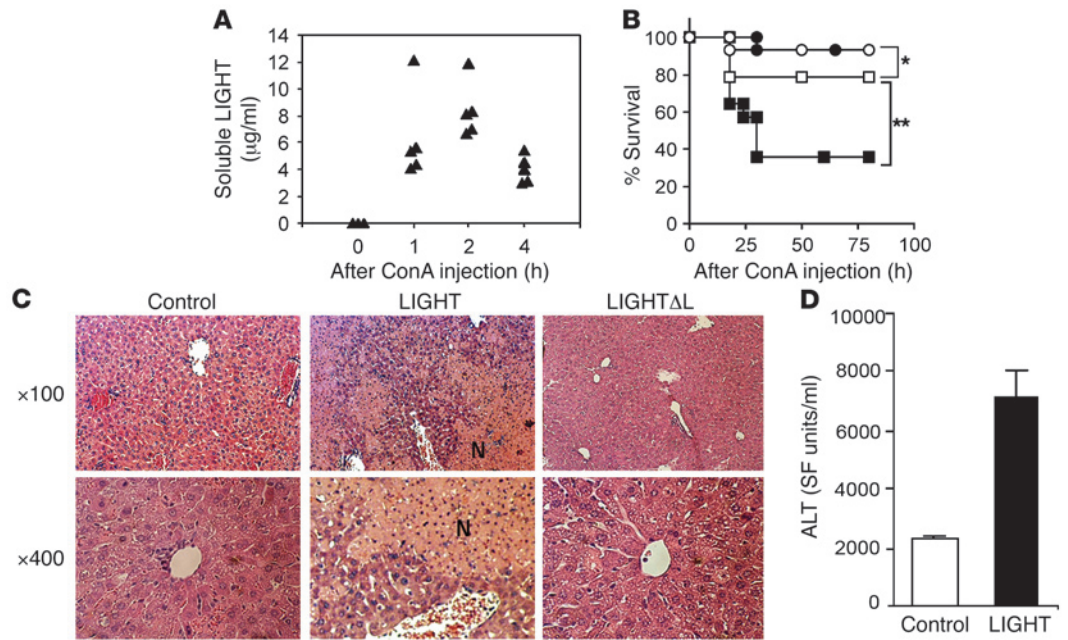 A
Soluble LIGHT
(µg/ml)
14
12
10
8
6
4
2
0
0 1 2 4
After ConA injection (h)
B
% Survival
100
80
60
40
20
0
*
**
0 25 50 75 100
After ConA injection (h)
C
Control LIGHT LIGHTΔL
×100
N
×400
N
D
ALT (SF units/ml)
10000
8000
6000
4000
2000
0
Control LIGHT